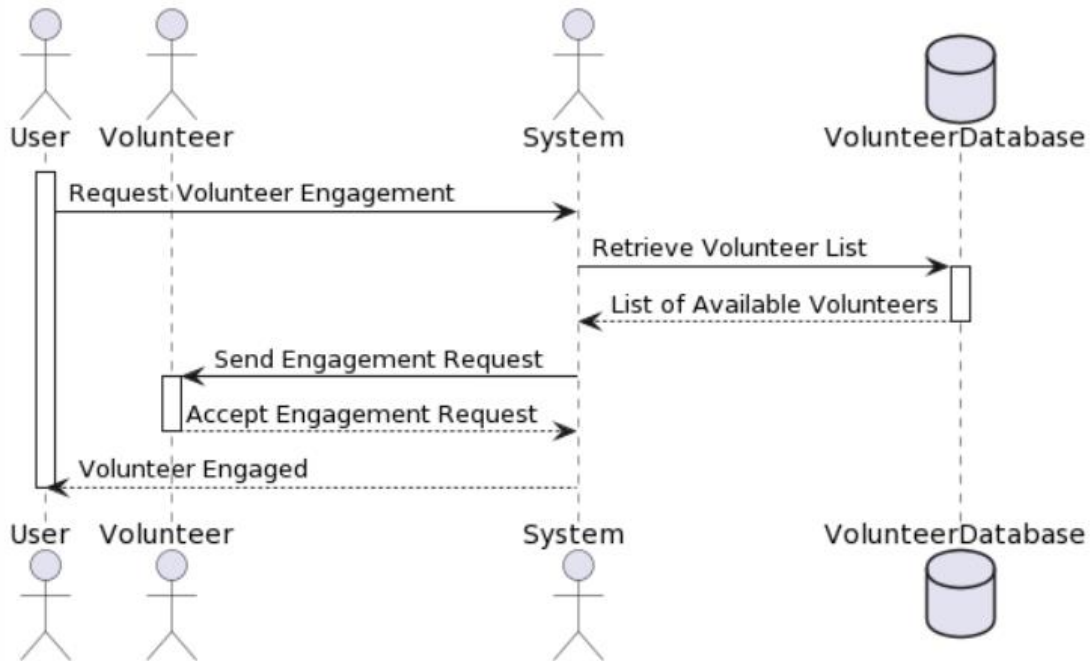 User Volunteer System VolunteerDatabase
Request Volunteer Engagement
Retrieve Volunteer List
List of Available Volunteers
Send Engagement Request
Accept Engagement Request
Volunteer Engaged
User Volunteer System VolunteerDatabase